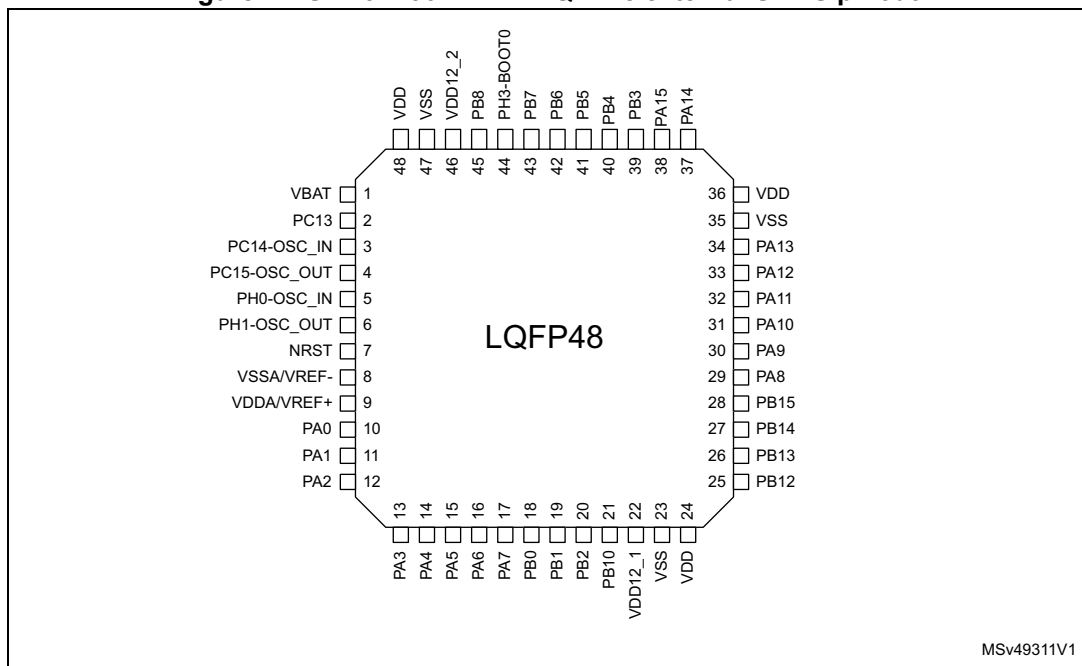 VDD
VSS
VDD12_2
PB8
PH3-BOOT0
PB7
PB6
PB5
PB4
PB3
PA15
PA14
48
47
46
45
44
43
42
41
40
39
38
37
VBAT 1
PC13 2
PC14-OSC_IN 3
PC15-OSC_OUT 4
PH0-OSC_IN 5
PH1-OSC_OUT 6
NRST 7
VSSA/VREF- 8
VDDA/VREF+ 9
PA0 10
PA1 11
PA2 12
LQFP48
36 VDD
35 VSS
34 PA13
33 PA12
32 PA11
31 PA10
30 PA9
29 PA8
28 PB15
27 PB14
26 PB13
25 PB12
13
14
15
16
17
18
19
20
21
22
23
24
PA3
PA4
PA5
PA6
PA7
PB0
PB1
PB2
PB10
VDD12_1
VSS
VDD
MSv49311V1